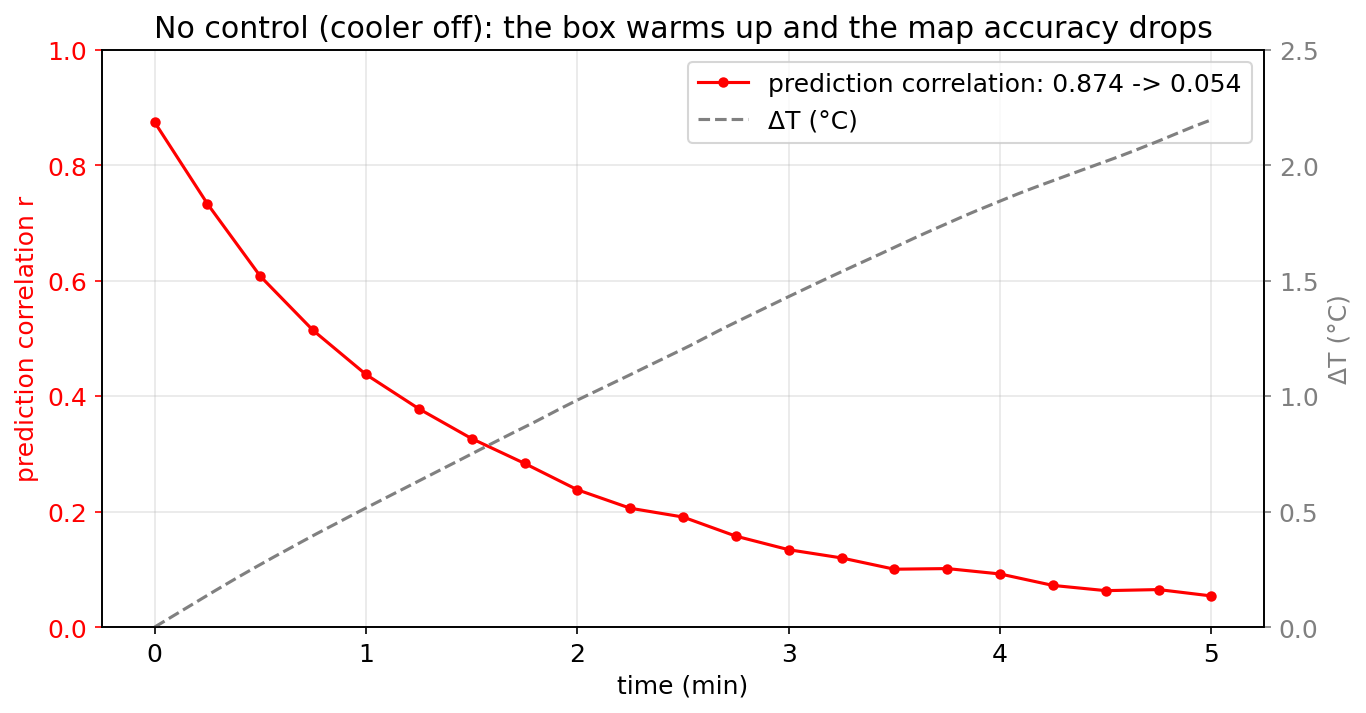 No control (cooler off): the box warms up and the map accuracy drops
prediction correlation: 0.874 -> 0.054
ΔT (°C)
prediction correlation r
1.0
0.8
0.6
0.4
0.2
0.0
2.5
2.0
1.5
1.0
0.5
0.0
ΔT (°C)
0 1 2 3 4 5
time (min)